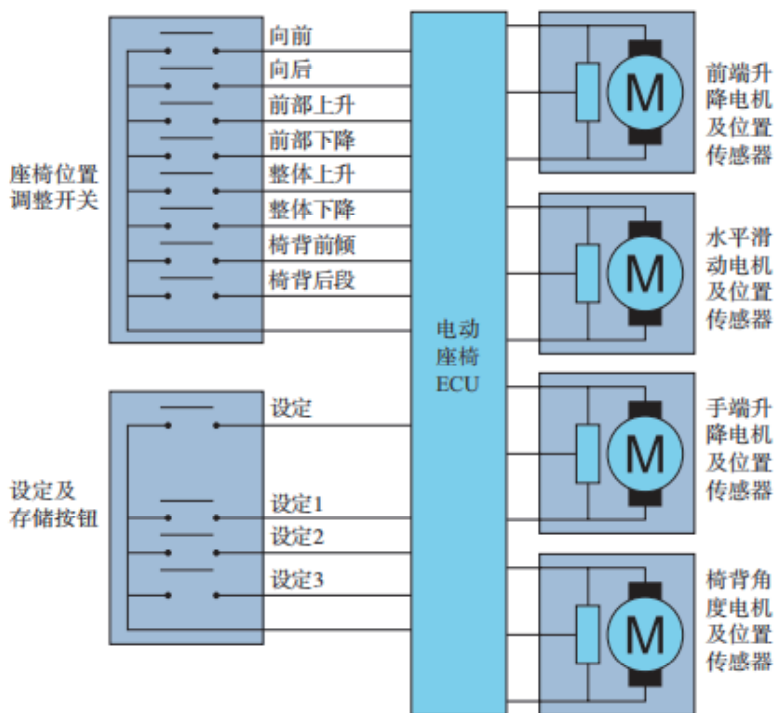 座椅位置
调整开关
向前
向后
前部上升
前部下降
整体上升
整体下降
椅背前倾
椅背后段
设定及
存储按钮
设定
设定1
设定2
设定3
电动
座椅
ECU
M
前端升
降电机
及位置
传感器
M
水平滑
动电机
及位置
传感器
M
手端升
降电机
及位置
传感器
M
椅背角
度电机
及位置
传感器